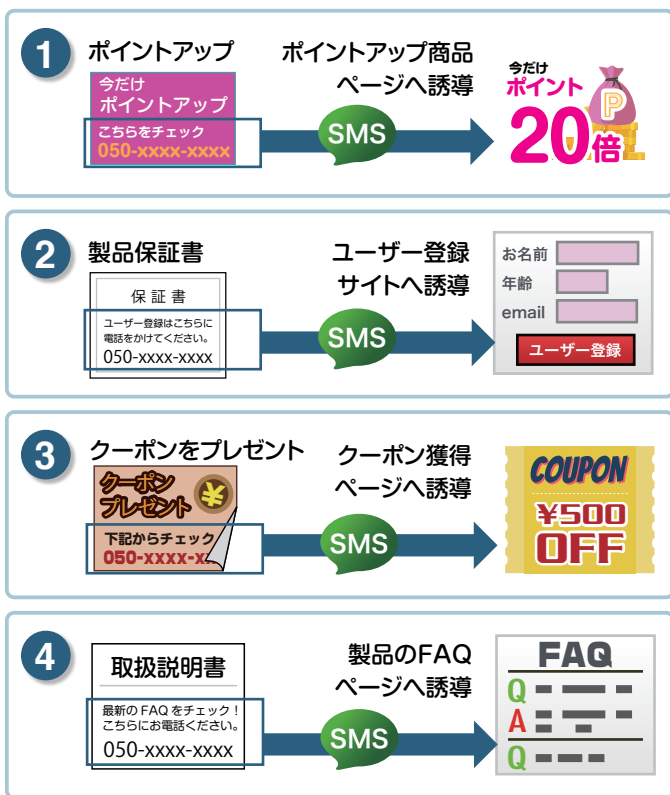 1
ポイントアップ
今だけ
ポイントアップ
こちらをチェック
050-xxxx-xxxx
ポイントアップ商品
ページへ誘導
SMS
今だけ
ポイント
20倍
P
2
製品保証書
保証書
ユーザー登録はこちらに
電話をかけてください。
050-xxxx-xxxx
ユーザー登録
サイトへ誘導
SMS
お名前
年齢
email
ユーザー登録
3
クーポンをプレゼント
クーポン
プレゼント
¥
下記からチェック
050-xxxx-x
クーポン獲得
ページへ誘導
SMS
COUPON
¥500
OFF
4
取扱説明書
最新の FAQ をチェック！
こちらにお電話ください。
050-xxxx-xxxx
製品のFAQ
ページへ誘導
SMS
FAQ
Q
A
Q